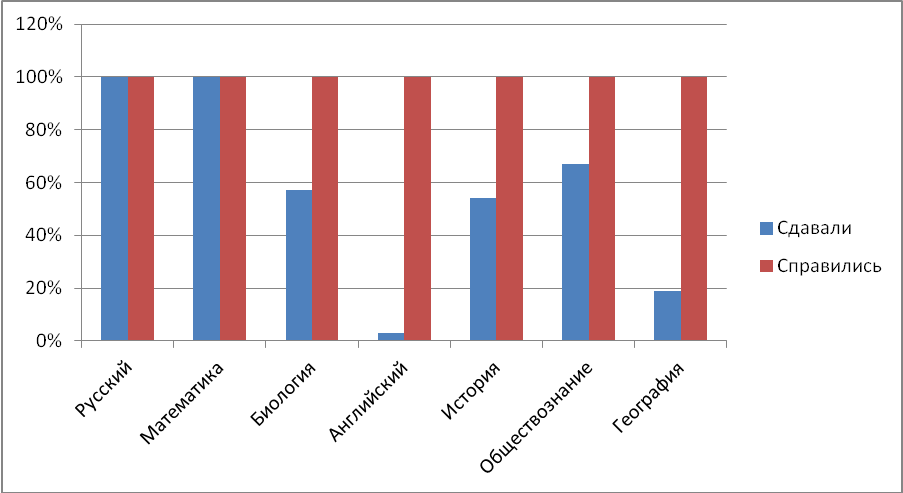 120%
100%
80%
60%
40%
20%
0%
Русский
Математика
Биология
Английский
История
Обществознание
География
Сдавали
Справились